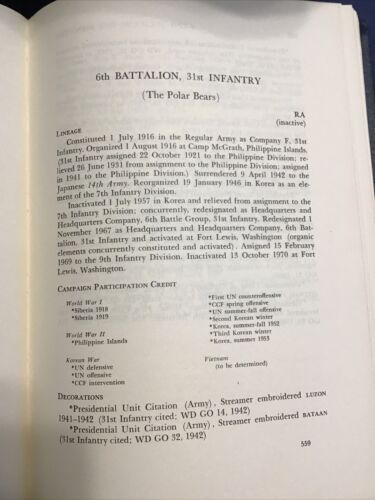 6th BATTALION, 31st INFANTRY
(The Polar Bears)
RA
(inactive)
LINEAGE
Constituted 1 July 1916 in the Regular Army as Company F, 31st
Infantry. Organized 1 August 1916 at Camp McGrath, Philippine Islands.
(31st Infantry assigned 22 October 1921 to the Philippine Division; re-
lieved 26 June 1931 from assignment to the Philippine Division; assigned
in 1941 to the Philippine Division.) Surrendered 9 April 1942 to the
Japanese 14th Army. Reorganized 19 January 1946 in Korea as an ele-
ment of the 7th Infantry Division.
Inactivated 1 July 1957 in Korea and relieved from assignment to the
7th Infantry Division; concurrently, redesignated as Headquarters and
Headquarters Company, 6th Battle Group, 31st Infantry. Redesignated 1
November 1967 as Headquarters and Headquarters Company, 6th Bat-
talion, 31st Infantry and activated at Fort Lewis, Washington (organic
elements concurrently constituted and activated). Assigned 15 February
1969 to the 9th Infantry Division. Inactivated 13 October 1970 at Fort
Lewis, Washington.
CAMPAIGN PARTICIPATION CREDIT
World War I
*Siberia 1918
*Siberia 1919
World War II
*Philippine Islands
Korean War
*UN defensive
*UN offensive
*CCF intervention
*First UN counteroffensive
*CCF spring offensive
*UN summer-fall offensive
*Second Korean winter
*Korea, summer-fall 1952
*Third Korean winter
*Korea, summer 1953
Vietnam
(to be determined)
DECORATIONS
*Presidential Unit Citation (Army), Streamer embroidered LUZON
1941-1942 (31st Infantry cited; WD GO 14, 1942)
*Presidential Unit Citation (Army), Streamer embroidered BATAAN
(31st Infantry cited; WD GO 32, 1942)
559